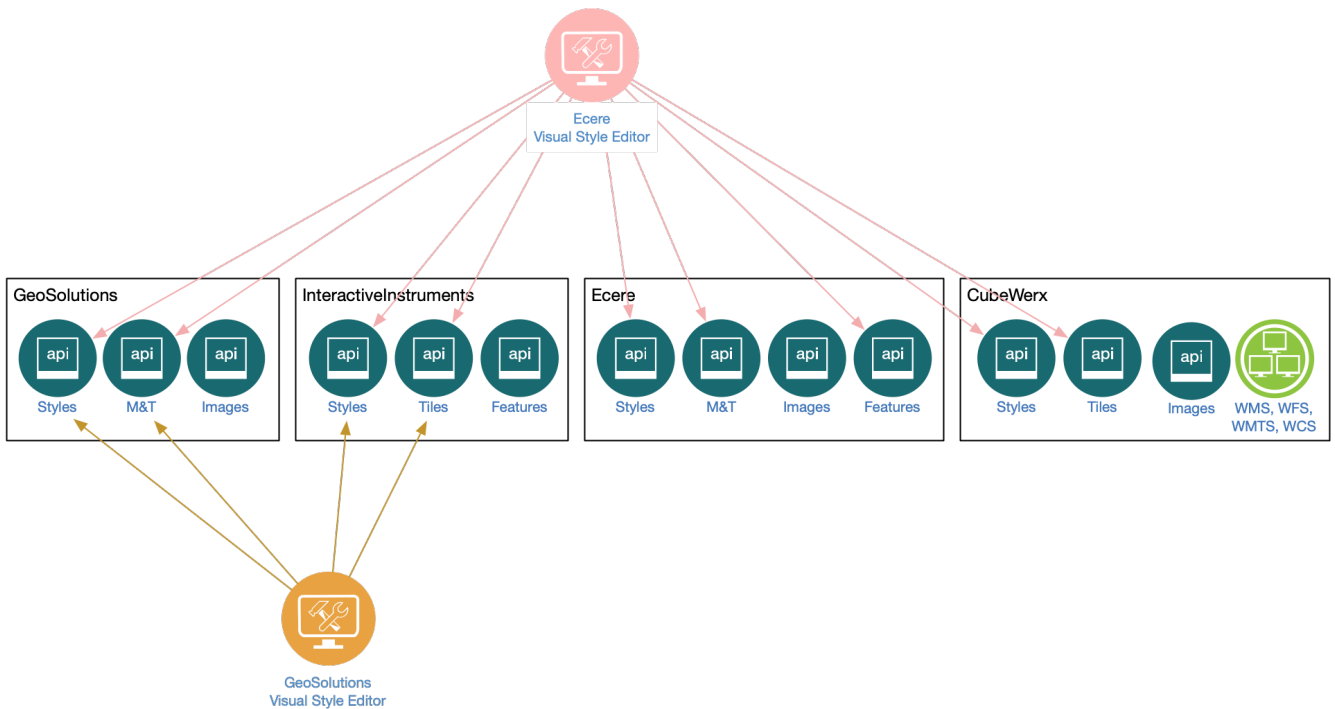 Ecere
Visual Style Editor
GeoSolutions
api
api
api
Styles
M&T
Images
InteractiveInstruments
api
api
api
Styles
Tiles
Features
Ecere
api
api
api
api
Styles
M&T
Images
Features
CubeWerx
api
api
api
Styles
Tiles
Images
WMS, WFS,
WMTS, WCS
GeoSolutions
Visual Style Editor